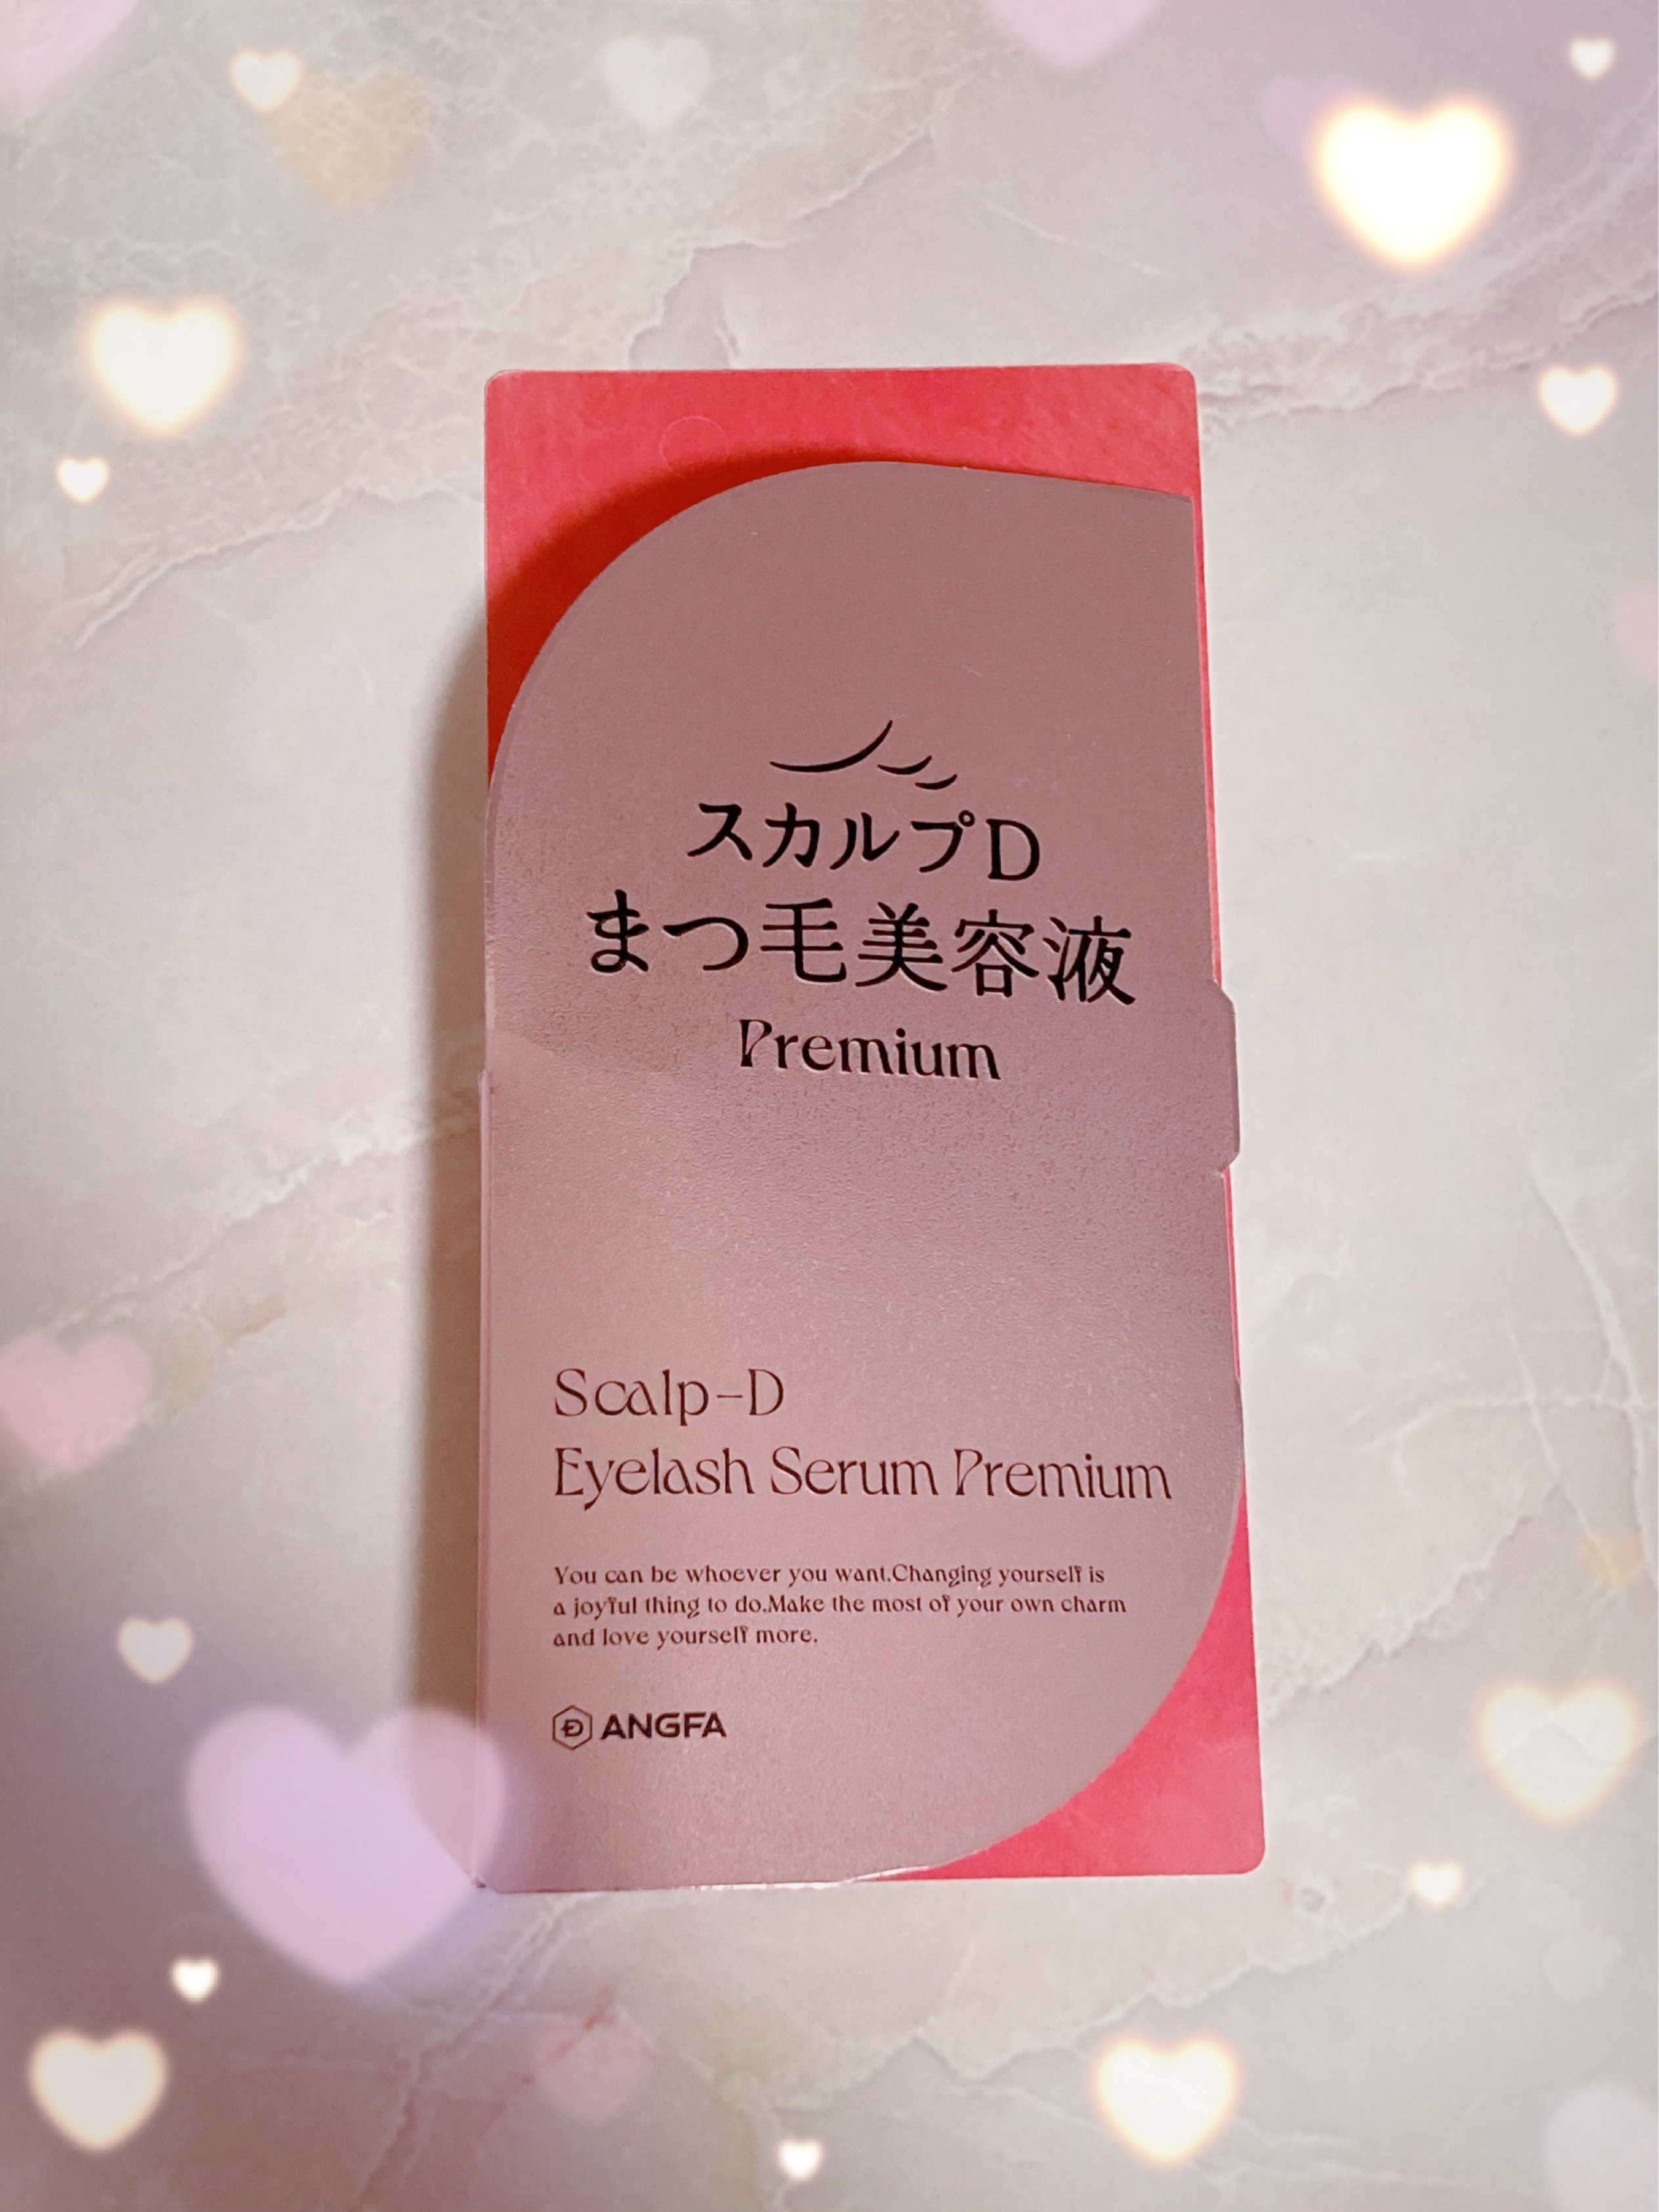 スカルプD
まつ毛美容液
Premium
Scalp-D
Eyelash Serum Premium
You can be whoever you want.Changing yourself is
a joyful thing to do.Make the most of your own charm
and love yourself more.
ANGFA